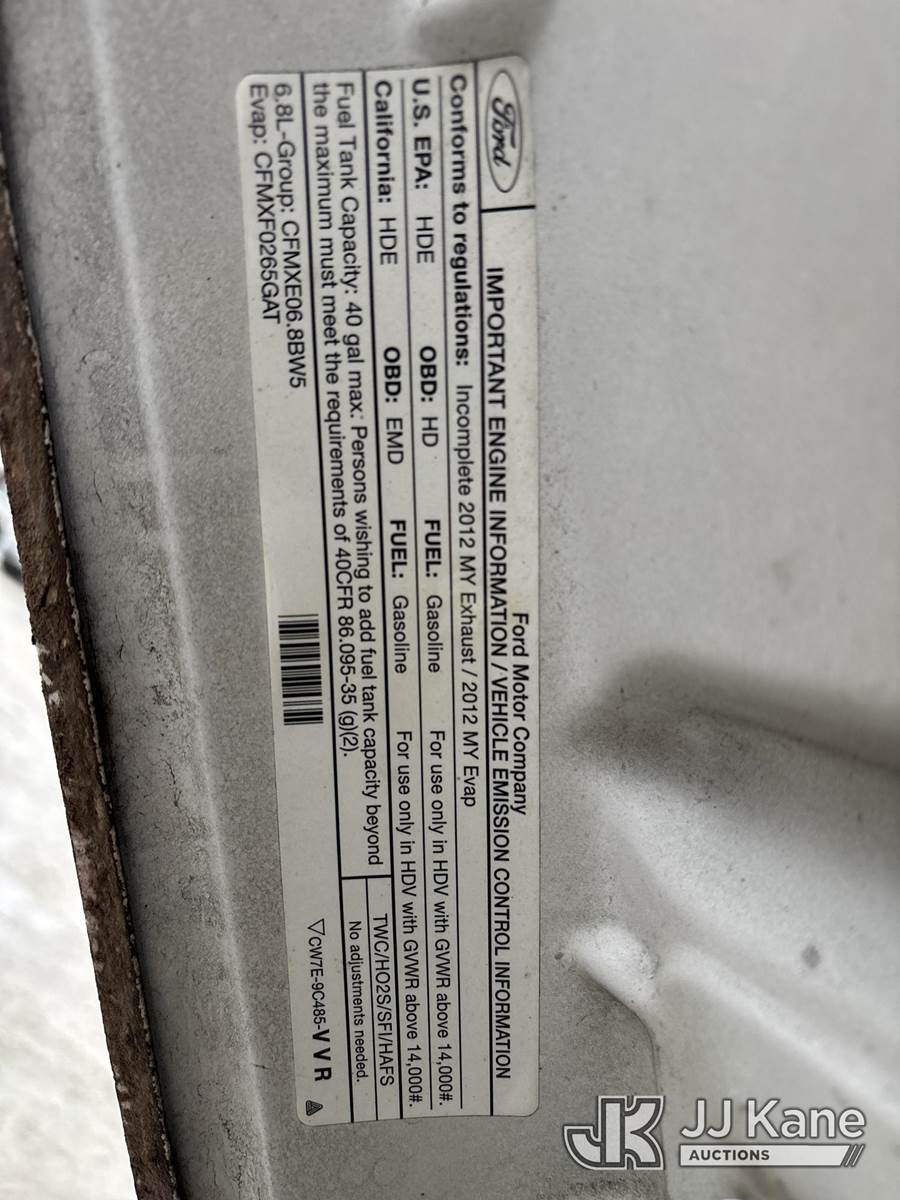 Ford
Ford Motor Company
IMPORTANT ENGINE INFORMATION / VEHICLE EMISSION CONTROL INFORMATION
Conforms to regulations: Incomplete 2012 MY Exhaust / 2012 MY Evap
U.S. EPA: HDE OBD: HD FUEL: Gasoline For use only in HDV with GVWR above 14,000#.
California: HDE OBD: EMD FUEL: Gasoline For use only in HDV with GVWR above 14,000#.
Fuel Tank Capacity: 40 gal max: Persons wishing to add fuel tank capacity beyond
the maximum must meet the requirements of 40CFR 86.095-35 (g)(2).
TWC/HO2S/SFI/HAFS
No adjustments needed.
6.8L-Group: CFMXE06.8BW5
Evap: CFMXF0265GAT
CW7E-9C485-VVR
JK JJ Kane
AUCTIONS